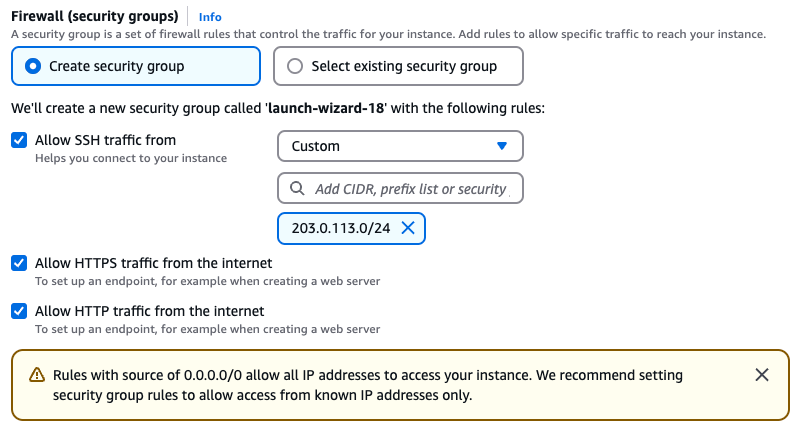 Firewall (security groups) Info
A security group is a set of firewall rules that control the traffic for your instance. Add rules to allow specific traffic to reach your instance.
Create security group
Select existing security group
We'll create a new security group called 'launch-wizard-18' with the following rules:
Allow SSH traffic from
Helps you connect to your instance
Custom
Add CIDR, prefix list or security
203.0.113.0/24
Allow HTTPS traffic from the internet
To set up an endpoint, for example when creating a web server
Allow HTTP traffic from the internet
To set up an endpoint, for example when creating a web server
Rules with source of 0.0.0.0/0 allow all IP addresses to access your instance. We recommend setting
security group rules to allow access from known IP addresses only.